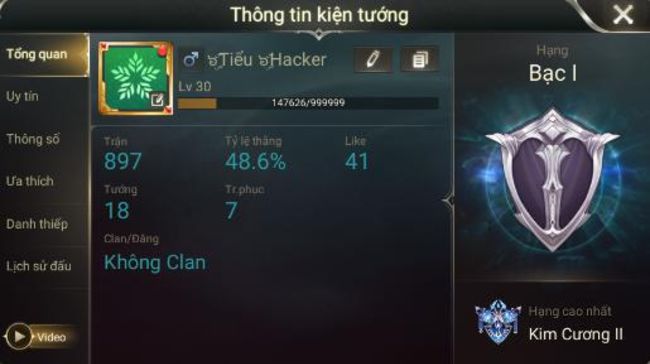 Thông tin kiện tướng
Tổng quan
Uy tín
Thông số
Ưa thích
Danh thiếp
Lịch sử đấu
Video
Tiểu Hacker
Lv 30
147626/999999
Trận
Tỷ lệ thắng
Like
897
48.6%
41
Tướng
Tr.phục
18
7
Clan/Đảng
Không Clan
Hạng
Bạc I
Hạng cao nhất
Kim Cương II